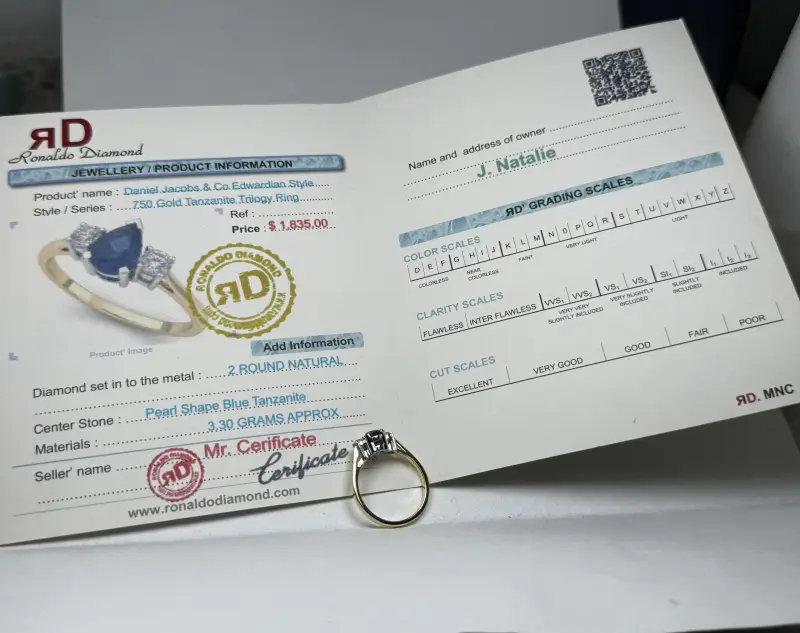 ЯD
Ronaldo Diamond
JEWELLERY / PRODUCT INFORMATION
Product' name : Daniel Jacobs & Co Edwardian Style
Style / Series : 750 Gold Tanzanite Trilogy Ring
Ref :
Price : $ 1,835.00
RONALDO DIAMOND
ЯD
Product' Image
Add Information
Diamond set in to the metal : 2 ROUND NATURAL
Center Stone : Pearl Shape Blue Tanzanite
Materials : 3,30 GRAMS APPROX
Seller' name Mr. Cerificate
ЯD
Cerificate
www.ronaldodiamond.com
Name and address of owner
J. Natalie
ЯD' GRADING SCALES
COLOR SCALES
D E F G H I J K L M N O P Q R S T U V W X Y Z
COLORLESS NEAR COLORLESS FAINT VERY LIGHT LIGHT
CLARITY SCALES
FLAWLESS INTER FLAWLESS VVS1 VVS2 VS1 VS2 SI1 SI2 I1 I2 I3
VERY VERY SLIGHTLY INCLUDED VERY SLIGHTLY INCLUDED SLIGHTLY INCLUDED INCLUDED
CUT SCALES
EXCELLENT VERY GOOD GOOD FAIR POOR
ЯD. MNC